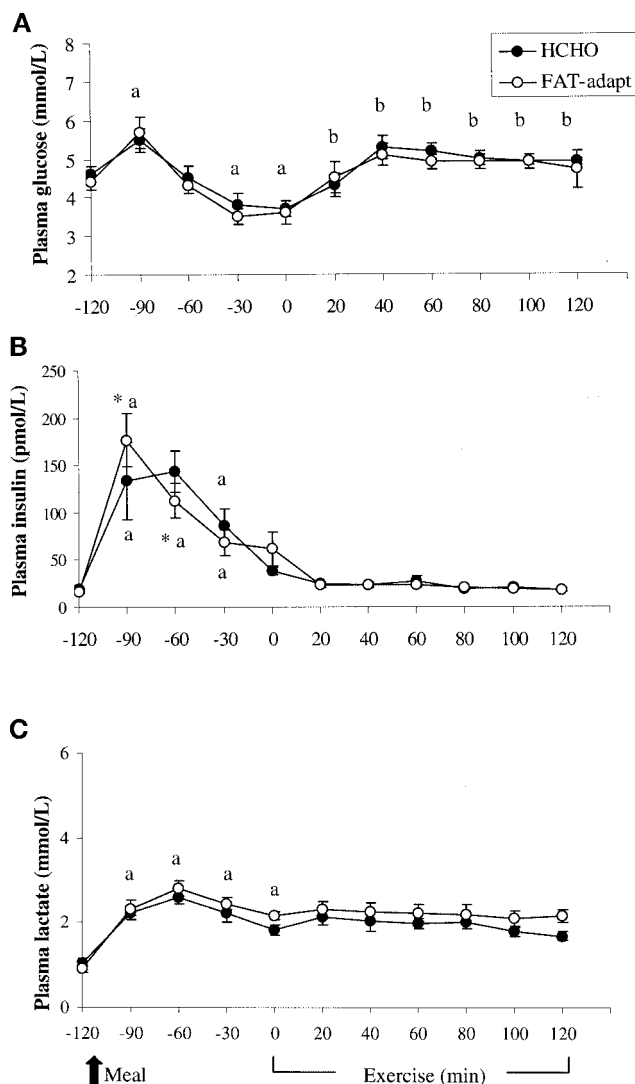 A
Plasma glucose (mmol/L)
HCHO
FAT-adapt
8
7
6
5
4
3
2
a
a
a
b
b
b
b
b
b
-120 -90 -60 -30 0 20 40 60 80 100 120
B
Plasma insulin (pmol/L)
250
200
150
100
50
0
* a
a
a
* a
a
-120 -90 -60 -30 0 20 40 60 80 100 120
C
Plasma lactate (mmol/L)
6
4
2
0
a
a
a
a
-120 -90 -60 -30 0 20 40 60 80 100 120
Meal
Exercise (min)